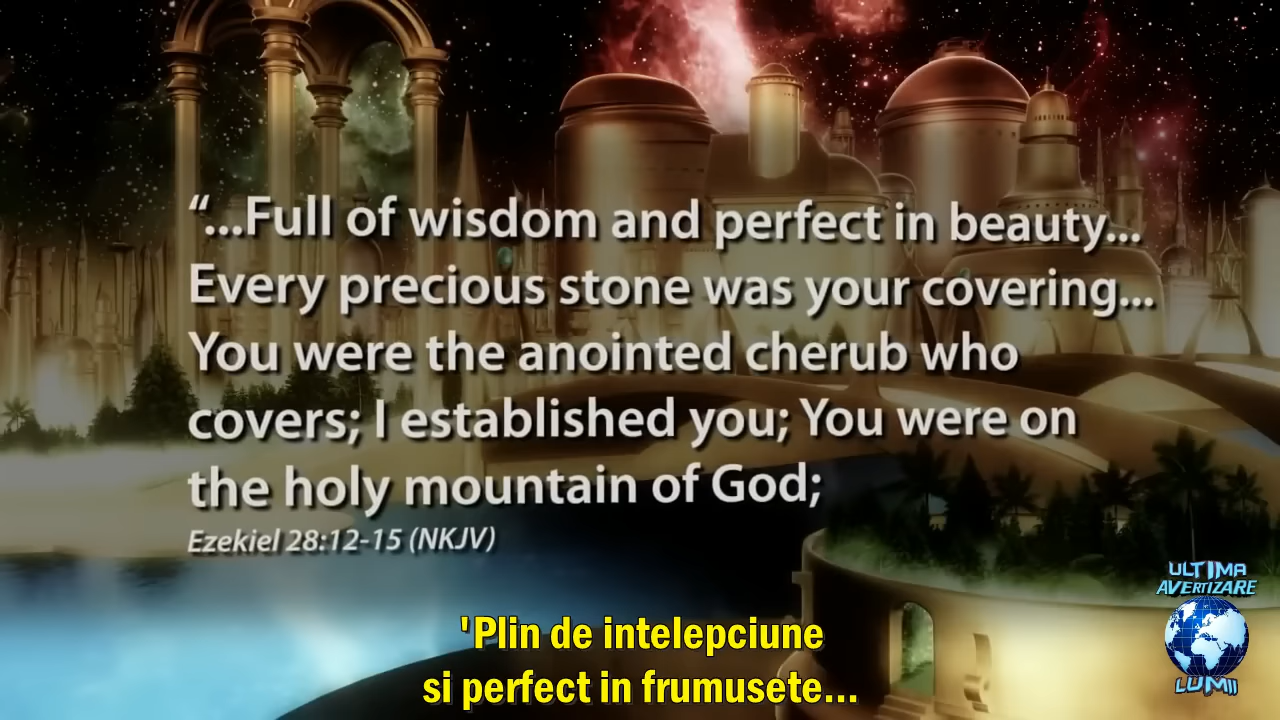 “...Full of wisdom and perfect in beauty...
Every precious stone was your covering...
You were the anointed cherub who
covers; I established you; You were on
the holy mountain of God;
Ezekiel 28:12-15 (NKJV)
'Plin de intelepciune
si perfect in frumusete...
ULTIMA
AVERTIZARE
LUMII